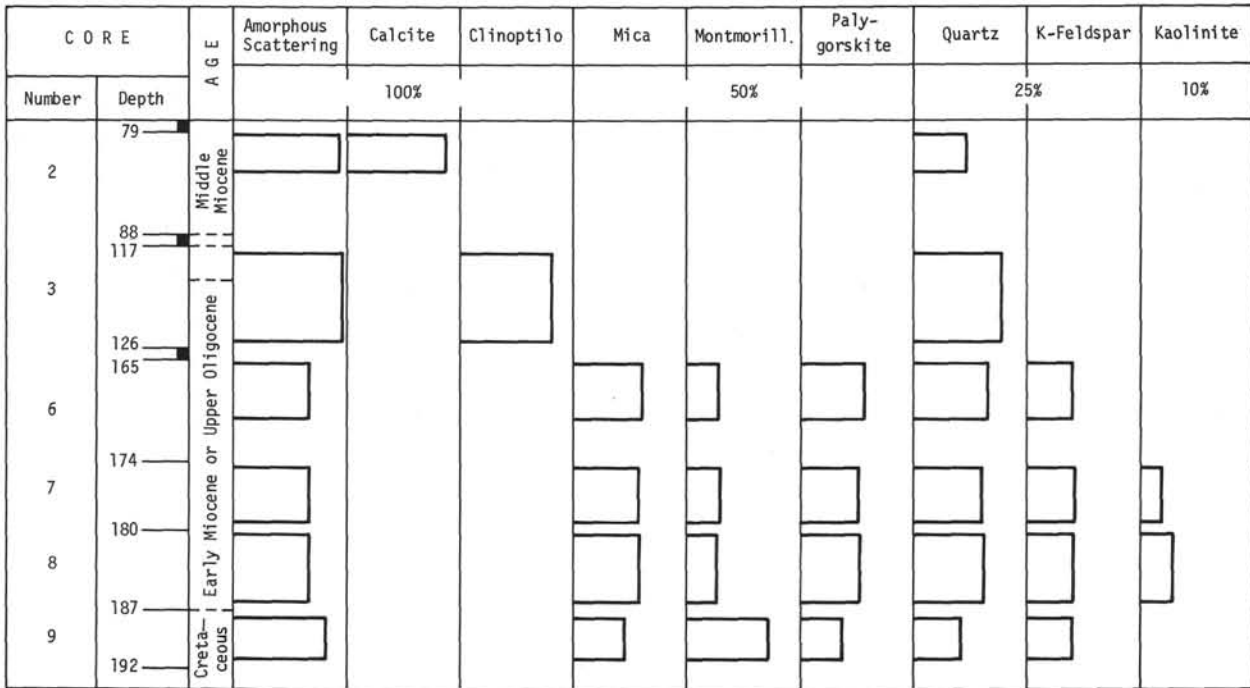 C O R E
A G E
Amorphous
Scattering
Calcite
Clinoptilo
Mica
Montmorill.
Paly-
gorskite
Quartz
K-Feldspar
Kaolinite
Number
Depth
100%
50%
25%
10%
79
2
Middle
Miocene
88
117
3
126
165
Early Miocene or Upper Oligocene
6
174
7
180
8
187
9
Creta—
ceous
192